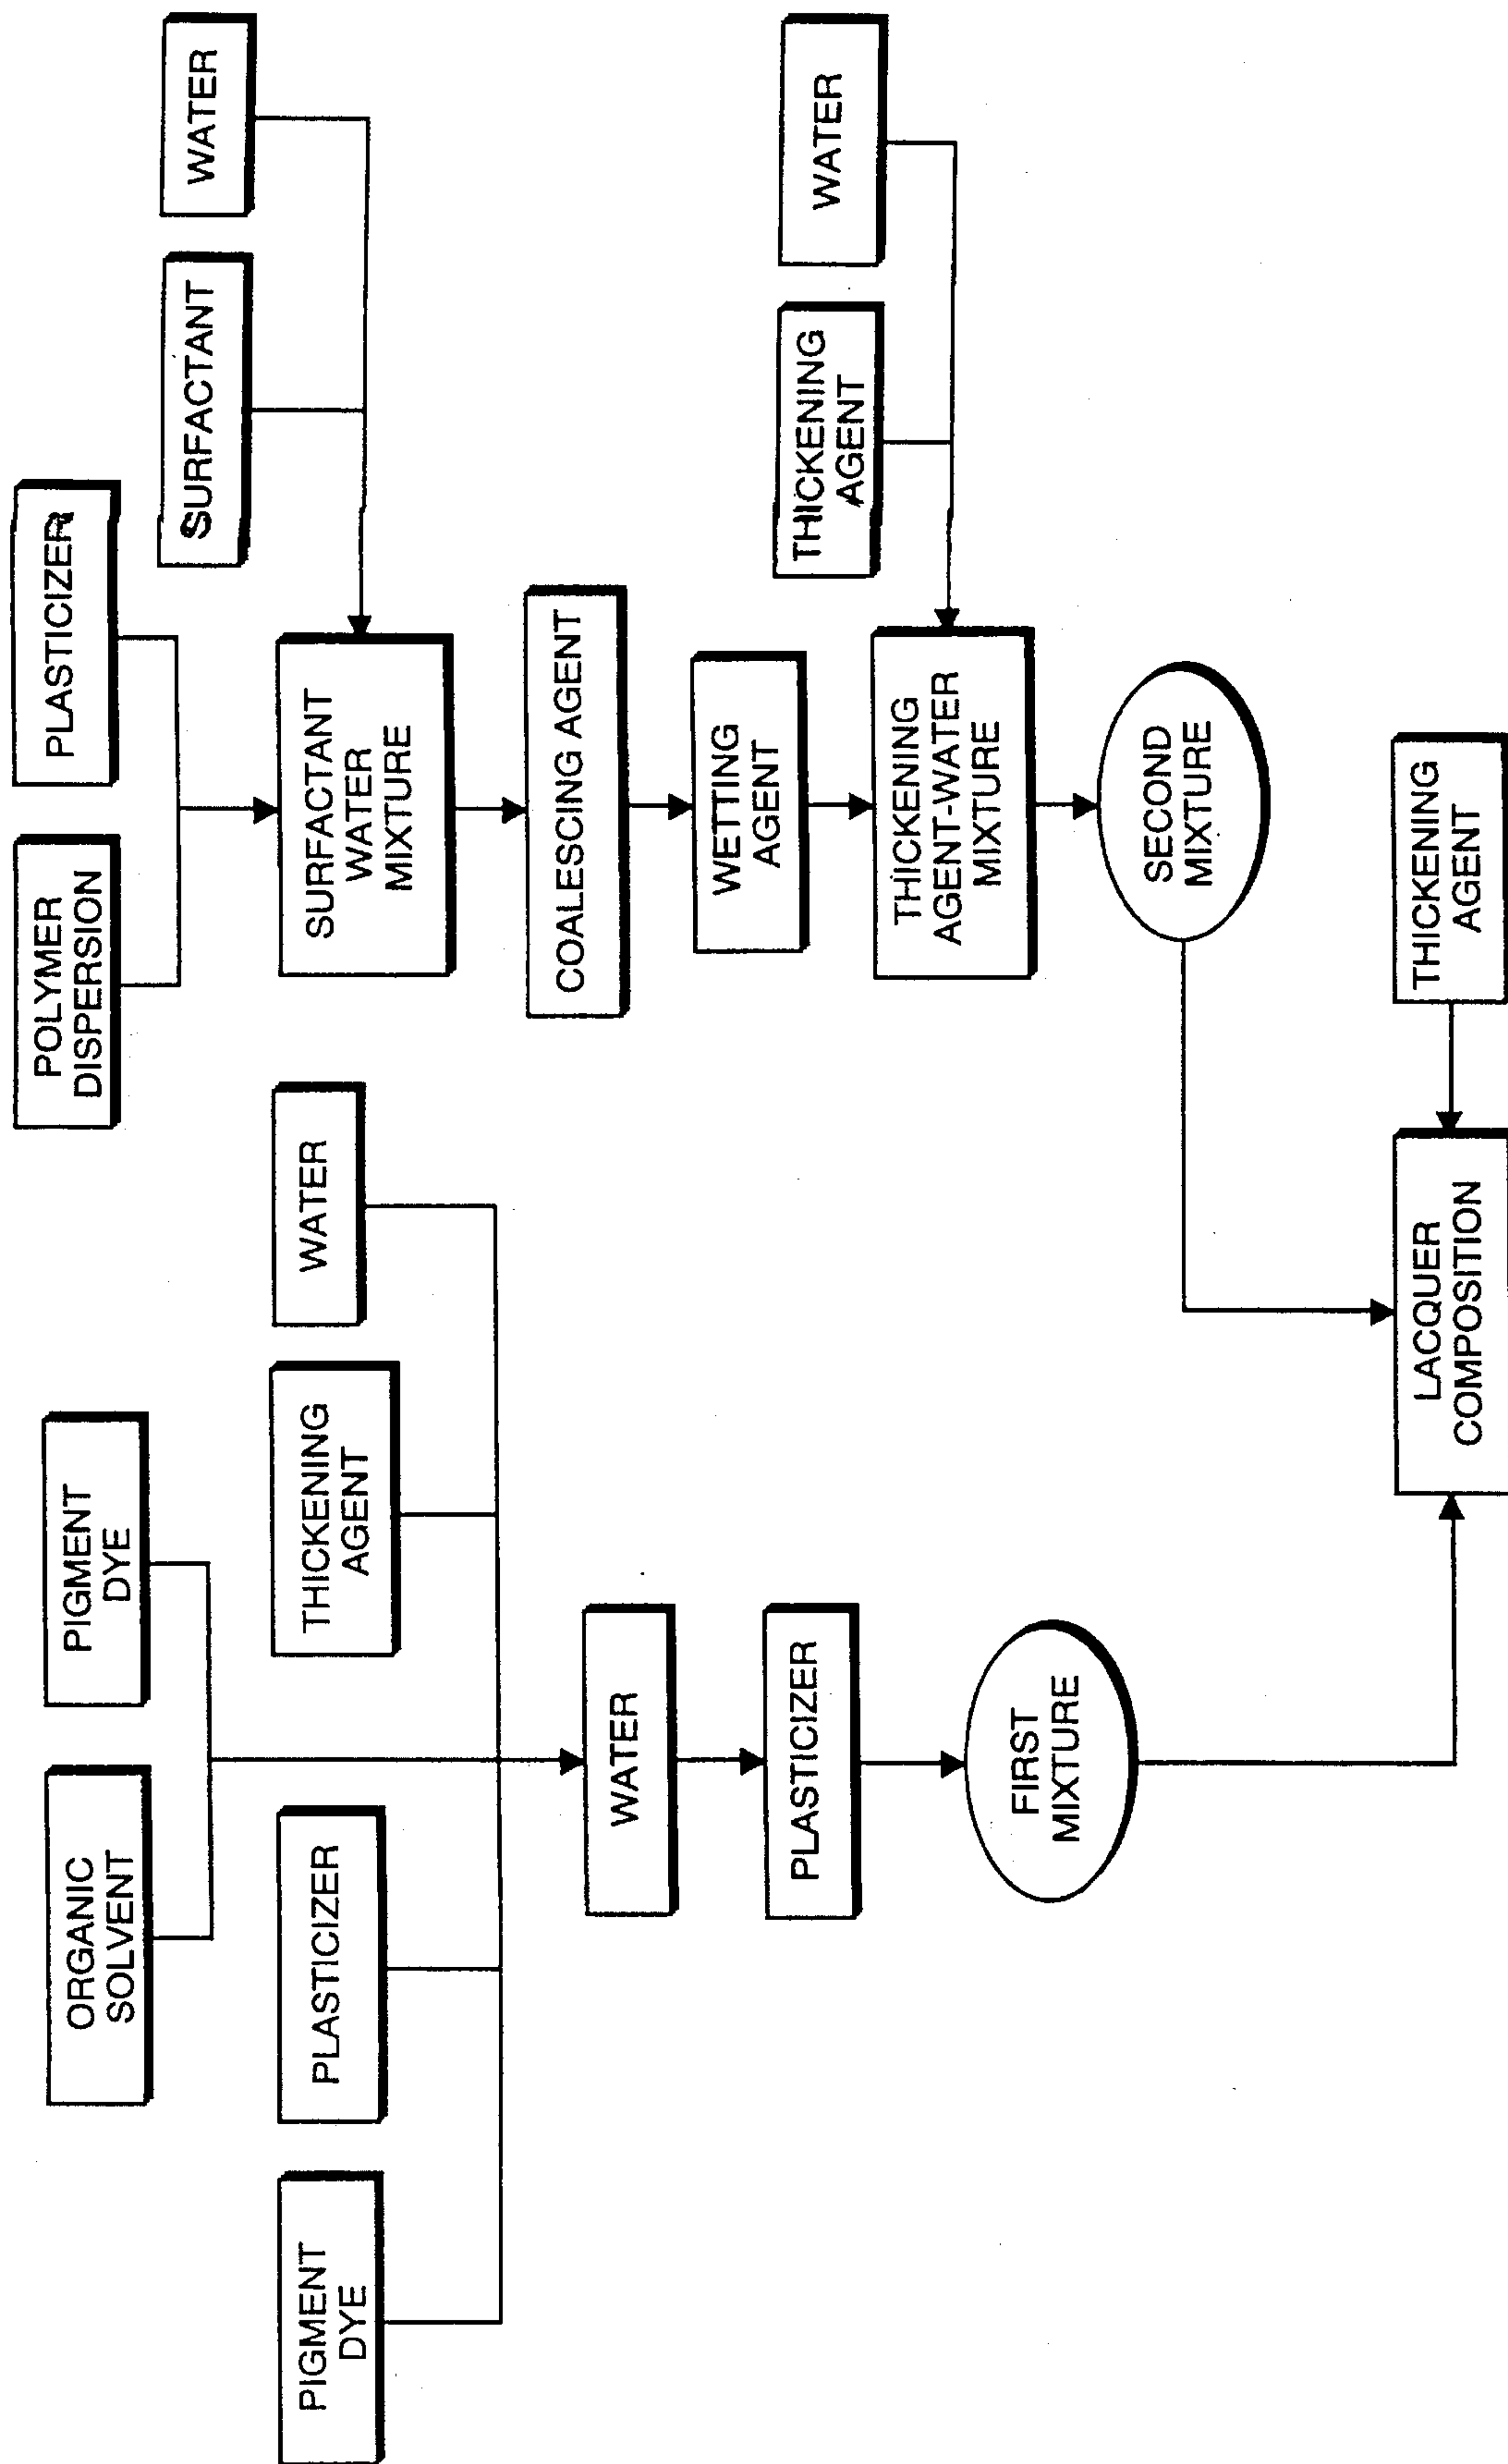 ORGANIC
SOLVENT
PIGMENT
DYE
PIGMENT
DYE
PLASTICIZER
THICKENING
AGENT
WATER
WATER
PLASTICIZER
FIRST
MIXTURE
POLYMER
DISPERSION
PLASTICIZER
SURFACTANT
WATER
SURFACTANT
WATER
MIXTURE
COALESCING AGENT
WETTING
AGENT
THICKENING
AGENT
WATER
THICKENING
AGENT-WATER
MIXTURE
SECOND
MIXTURE
LACQUER
COMPOSITION
THICKENING
AGENT